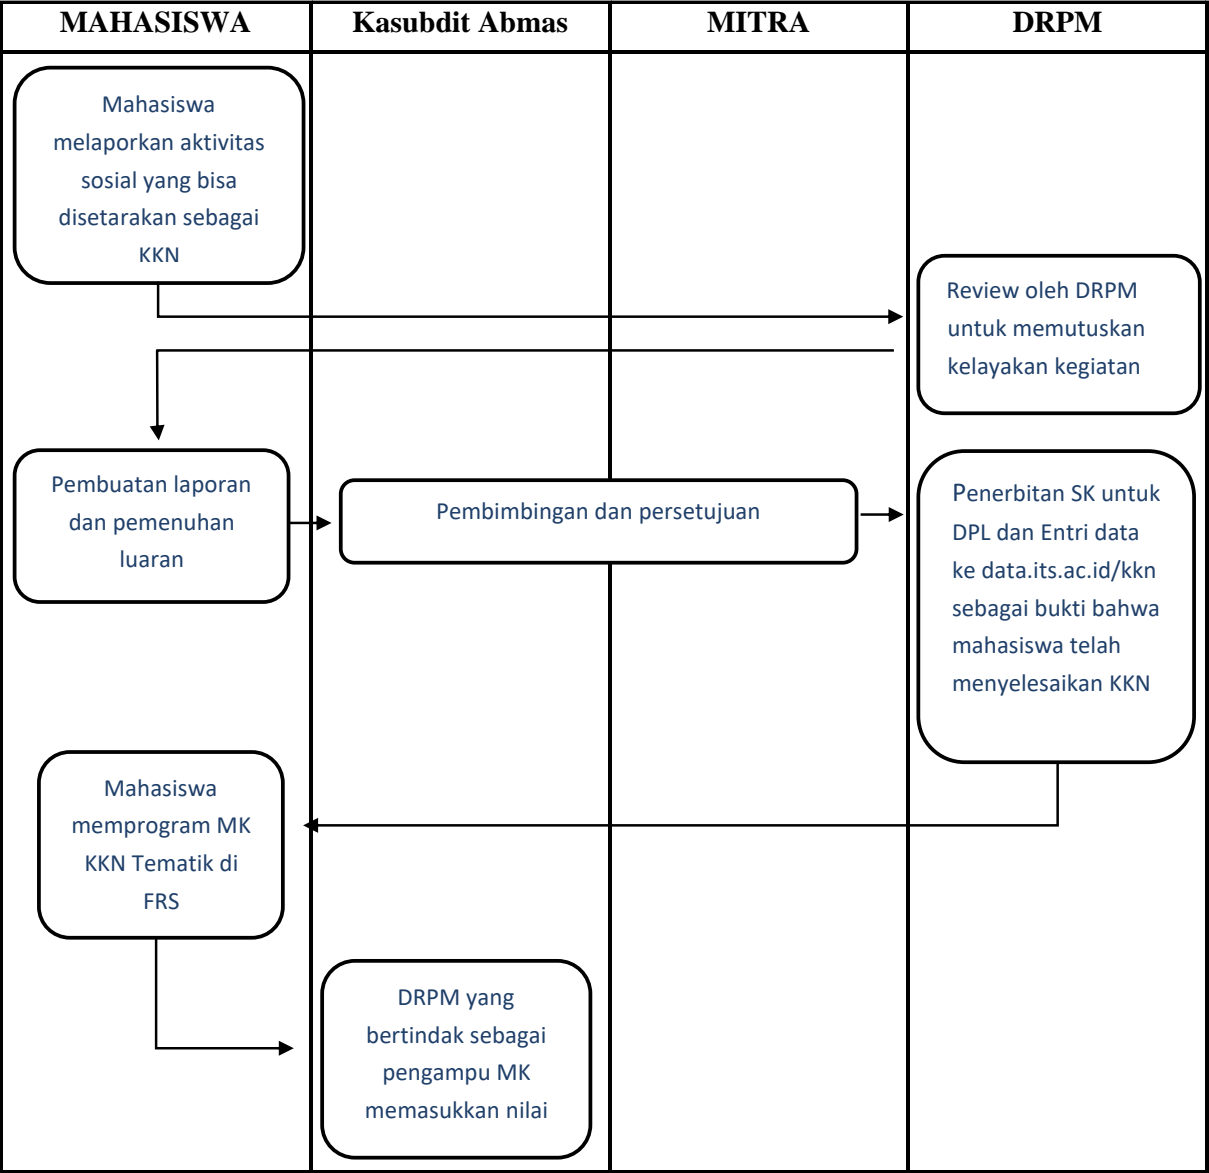 MAHASISWA
Kasubdit Abmas
MITRA
DRPM
Mahasiswa
melaporkan aktivitas
sosial yang bisa
disetarakan sebagai
KKN
Review oleh DRPM
untuk memutuskan
kelayakan kegiatan
Pembuatan laporan
dan pemenuhan
luaran
Pembimbingan dan persetujuan
Penerbitan SK untuk
DPL dan Entri data
ke data.its.ac.id/kkn
sebagai bukti bahwa
mahasiswa telah
menyelesaikan KKN
Mahasiswa
memprogram MK
KKN Tematik di
FRS
DRPM yang
bertindak sebagai
pengampu MK
memasukkan nilai